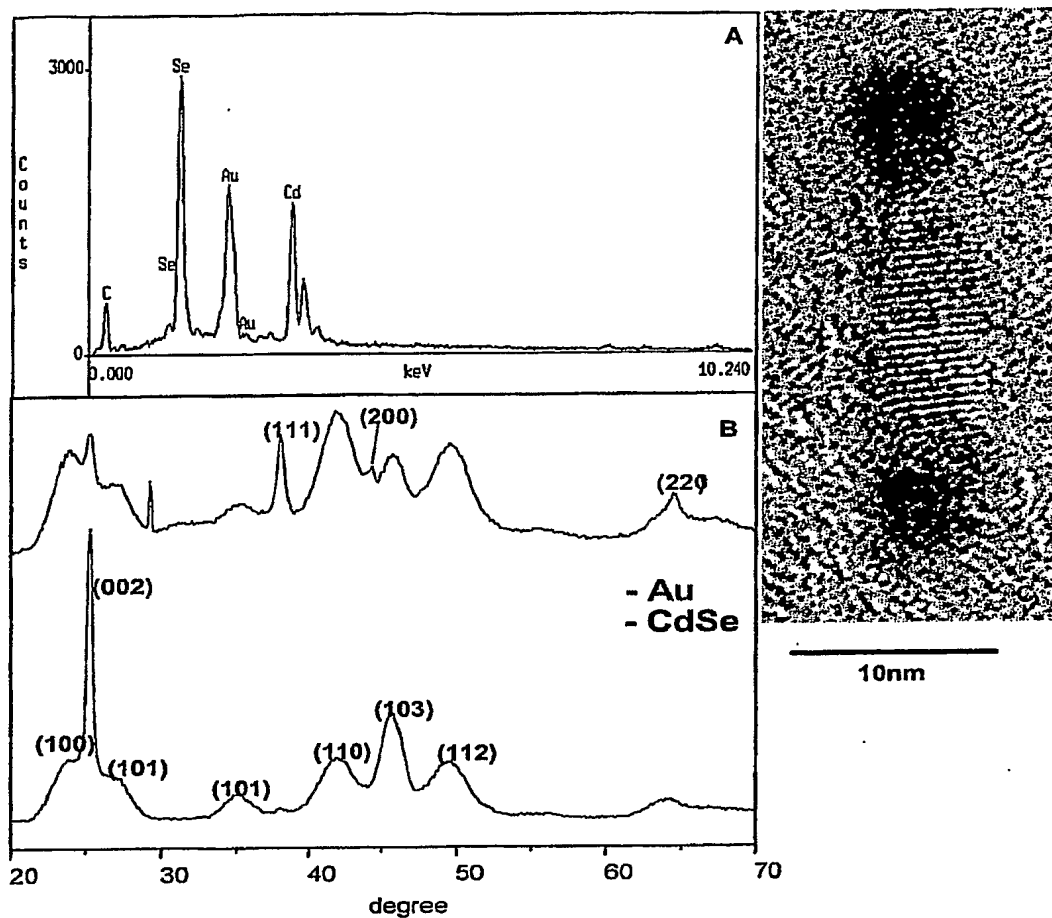 A
3000
Se
Au
Cd
Counts
Se
C
Au
0
0.000
keV
10.240
B
(111)
(200)
(220
(002)
- Au
- CdSe
(100)
(101)
(101)
(110)
(103)
(112)
20
30
40
50
60
70
degree
10nm